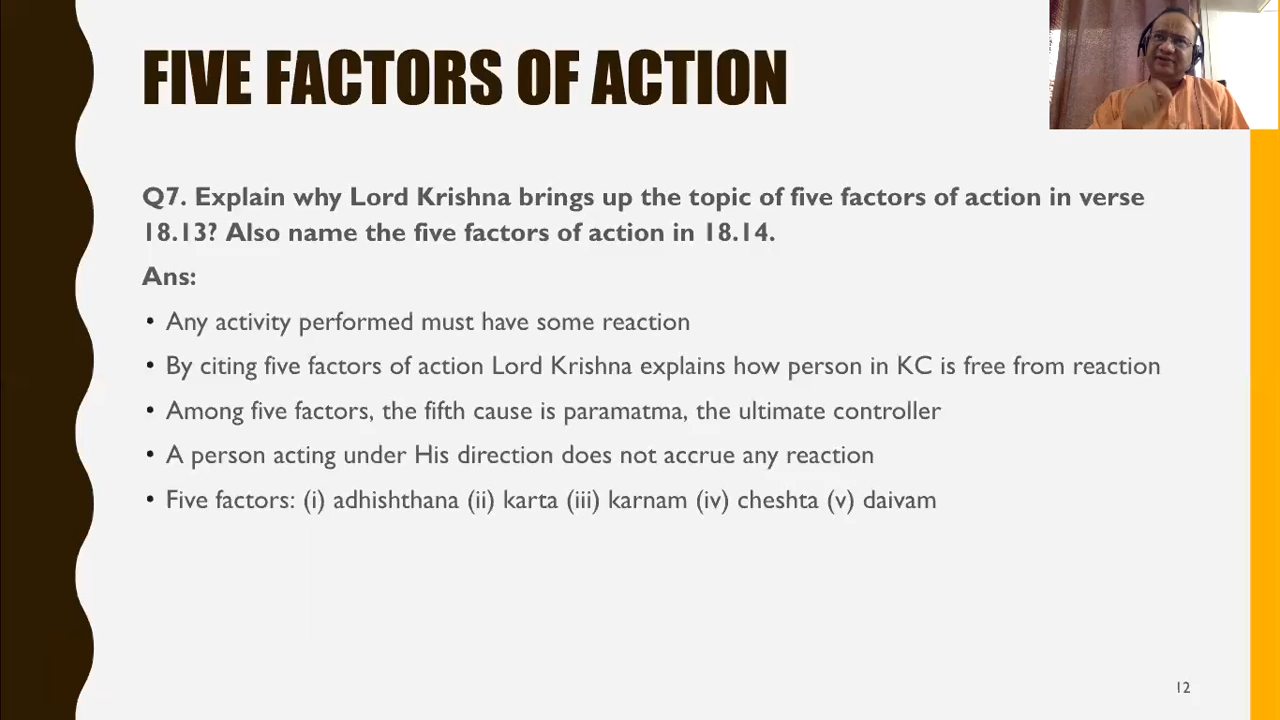 FIVE FACTORS OF ACTION
Q7. Explain why Lord Krishna brings up the topic of five factors of action in verse
18.13? Also name the five factors of action in 18.14.
Ans:
• Any activity performed must have some reaction
• By citing five factors of action Lord Krishna explains how person in KC is free from reaction
• Among five factors, the fifth cause is paramatma, the ultimate controller
• A person acting under His direction does not accrue any reaction
• Five factors: (i) adhishthana (ii) karta (iii) karnam (iv) cheshta (v) daivam
12